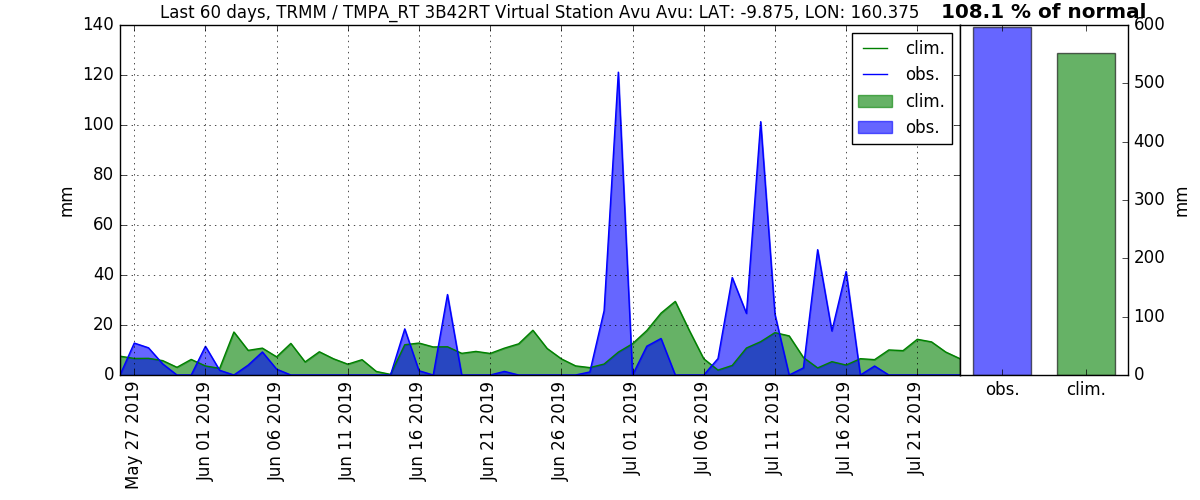 Last 60 days, TRMM / TMPA_RT 3B42RT Virtual Station Avu Avu: LAT: -9.875, LON: 160.375
108.1 % of normal
140
120
100
80
60
40
20
0
mm
clim.
obs.
clim.
obs.
May 27 2019
Jun 01 2019
Jun 06 2019
Jun 11 2019
Jun 16 2019
Jun 21 2019
Jun 26 2019
Jul 01 2019
Jul 06 2019
Jul 11 2019
Jul 16 2019
Jul 21 2019
600
500
400
300
200
100
0
mm
obs.
clim.